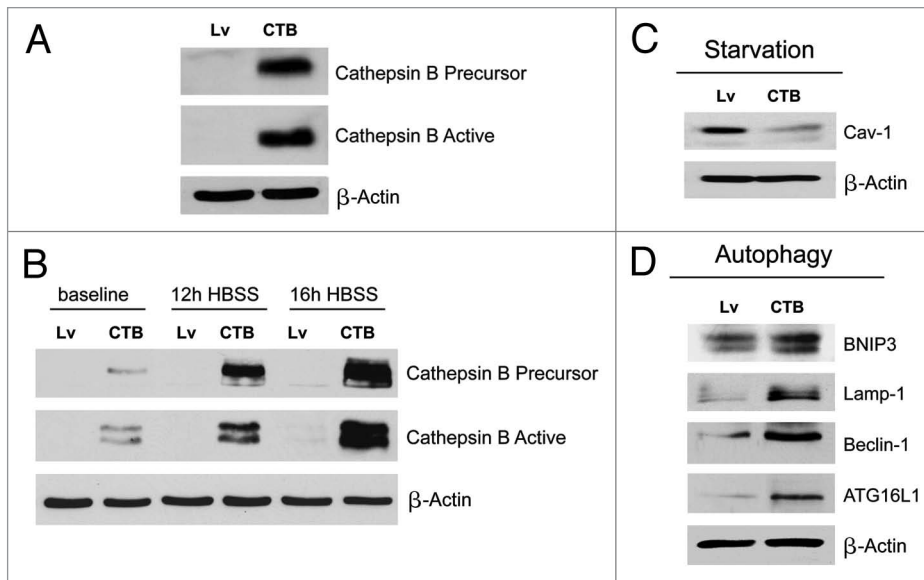 A
Lv CTB
Cathepsin B Precursor
Cathepsin B Active
β-Actin
B
baseline 12h HBSS 16h HBSS
Lv CTB Lv CTB Lv CTB
Cathepsin B Precursor
Cathepsin B Active
β-Actin
C
Starvation
Lv CTB
Cav-1
β-Actin
D
Autophagy
Lv CTB
BNIP3
Lamp-1
Beclin-1
ATG16L1
β-Actin